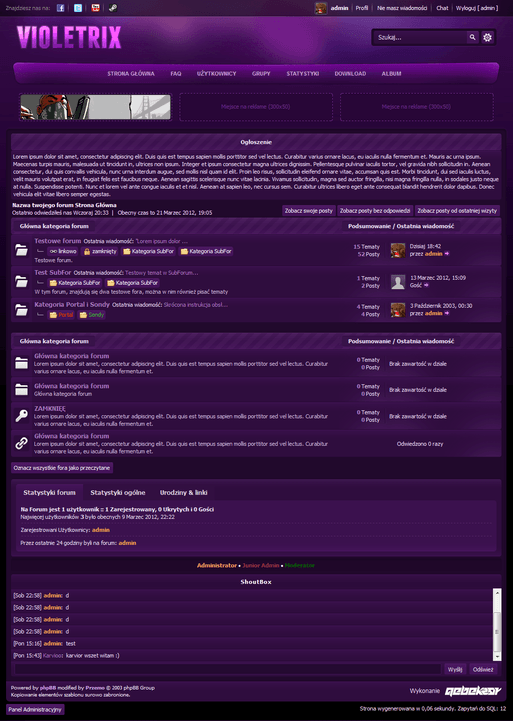 Znajdziesz nas na:
admin | Profil | Nie masz wiadomości | Chat | Wyloguj [ admin ]
VIOLETRIX
Szukaj...
STRONA GŁÓWNA FAQ UŻYTKOWNICY GRUPY STATYSTYKI DOWNLOAD ALBUM
Miejsce na reklame (300x50) Miejsce na reklame (300x50)
Ogłoszenie
Lorem ipsum dolor sit amet, consectetur adipiscing elit. Duis quis est tempus sapien mollis porttitor sed vel lectus. Curabitur varius ornare lacus, eu iaculis nulla fermentum et. Mauris ac urna ipsum.
Maecenas turpis mauris, malesuada ut tincidunt in, ultrices non ipsum. Integer et ipsum consectetur magna ultrices dignissim. Pellentesque pulvinar iaculis tortor, vel gravida nibh sollicitudin in. Aenean
consectetur, dui quis convallis vehicula, nunc urna interdum augue, sed mollis nisl quam id elit. Proin leo risus, sollicitudin eleifend ornare vitae, accumsan quis est. Morbi tincidunt, dui sed iaculis luctus,
velit mauris volutpat erat, in feugiat felis est faucibus neque. Aenean sagittis scelerisque nunc vitae lacinia. Vivamus sollicitudin, magna sed auctor fringilla, nisi magna fringilla nulla, in sodales justo neque
at nulla. Suspendisse potenti. Nunc et lorem vel ante congue iaculis et et nisl. Aenean at sapien leo, nec cursus sem. Curabitur ultrices libero eget ante consequat blandit hendrerit dolor dapibus. Donec
vehicula elit vitae libero semper egestas.
Nazwa twojego forum Strona Główna
Ostatnio odwiedziłeś nas Wczoraj 20:33 | Obecny czas to 21 Marzec 2012, 19:05
Zobacz swoje posty Zobacz posty bez odpowiedzi Zobacz posty od ostatniej wizyty
Główna kategoria forum Podsumowanie / Ostatnia wiadomość
Testowe forum Ostatnia wiadomość: "Lorem ipsum dolor ...
linkowo zamknięty Kategoria SubFor Kategoria SubFor
Testowe forum.
15 Tematy
52 Posty
Dzisiaj 18:42
przez admin
Test SubFor Ostatnia wiadomość: Testowy temat w SubForum...
Kategoria SubFor Kategoria SubFor
W tym forum, znajdują się dwa testowe fora, można w nim również pisać tematy
2 Tematy
2 Posty
13 Marzec 2012, 15:09
Gość
Kategoria Portal i Sondy Ostatnia wiadomość: Skrócona instrukcja obsł...
Portal Sondy
4 Tematy
4 Posty
3 Październik 2003, 00:30
przez admin
Główna kategoria forum Podsumowanie / Ostatnia wiadomość
Główna kategoria forum
Lorem ipsum dolor sit amet, consectetur adipiscing elit. Duis quis est tempus sapien mollis porttitor sed vel lectus. Curabitur
varius ornare lacus, eu iaculis nulla fermentum et.
0 Tematy
0 Posty
Brak zawartość w dziale
Główna kategoria forum
Główna kategoria forum
0 Tematy
0 Posty
Brak zawartość w dziale
ZAMKNIĘĘ
Lorem ipsum dolor sit amet, consectetur adipiscing elit. Duis quis est tempus sapien mollis porttitor sed vel lectus. Curabitur
varius ornare lacus, eu iaculis nulla fermentum et.
0 Tematy
0 Posty
Brak zawartość w dziale
Główna kategoria forum
Lorem ipsum dolor sit amet, consectetur adipiscing elit. Duis quis est tempus sapien mollis porttitor sed vel lectus. Curabitur
varius ornare lacus, eu iaculis nulla fermentum et.
Odwiedzono 0 razy
Oznacz wszystkie fora jako przeczytane
Statystyki forum Statystyki ogólne Urodziny & linki
Na Forum jest 1 użytkownik :: 1 Zarejestrowany, 0 Ukrytych i 0 Gości
Najwięcej użytkowników 3 było obecnych 9 Marzec 2012, 22:22
Zarejestrowani Użytkownicy: admin
Przez ostatnie 24 godziny byli na forum: admin
Administrator • Junior Admin • Moderator
ShoutBox
[Sob 22:58] admin: d
[Sob 22:58] admin: d
[Sob 22:58] admin: d
[Sob 22:58] admin: d
[Pon 15:16] admin: test
[Pon 15:43] Karvioss: karvior wszet witam :)
Wyślij Odśwież
Powered by phpBB modified by Przemo © 2003 phpBB Group
Kopiowanie elementów szablonu surowo zabronione.
Wykonanie
Panel Administracyjny
Strona wygenerowana w 0,06 sekundy. Zapytań do SQL: 12